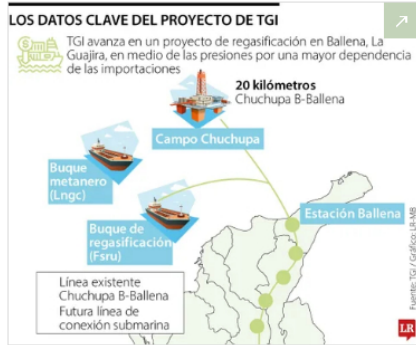 LOS DATOS CLAVE DEL PROYECTO DE TGI
TGI avanza en un proyecto de regasificación en Ballena, La
Guajira, en medio de las presiones por una mayor dependencia
de las importaciones
20 kilómetros
Chuchupa B-Ballena
Campo Chuchupa
Buque
metanero
(Lngc)
Buque de
regasificación
(Fsru)
Estación Ballena
Línea existente
Chuchupa B-Ballena
Futura línea de
conexión submarina
Fuente: TGI / Gráfico: LR-MB
LR